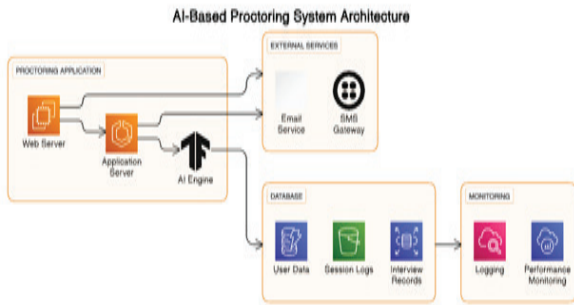 AI-Based Proctoring System Architecture
EXTERNAL SERVICES
Email
Service
SMS
Gateway
PROCTORING APPLICATION
Web Server
Application
Server
AI Engine
DATABASE
User Data
Session Logs
Interview
Records
MONITORING
Logging
Performance
Monitoring